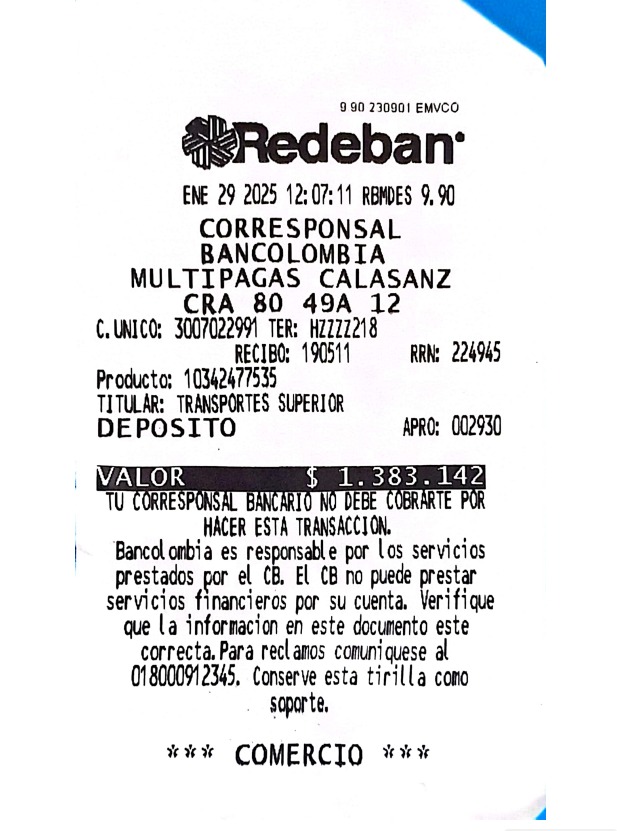 9 90 230901 EMVCO
Redeban
ENE 29 2025 12:07:11 RBMDES 9.90
CORRESPONSAL
BANCOLOMBIA
MULTIPAGAS CALASANZ
CRA 80 49A 12
C.UNICO: 3007022991 TER: HZZZZ218
RECIBO: 190511 RRN: 224945
Producto: 10342477535
TITULAR: TRANSPORTES SUPERIOR
DEPOSITO APRO: 002930
VALOR $ 1.383.142
TU CORRESPONSAL BANCARIO NO DEBE COBRARTE POR
HACER ESTA TRANSACCION.
Bancolombia es responsable por los servicios
prestados por el CB. El CB no puede prestar
servicios financieros por su cuenta. Verifique
que la informacion en este documento este
correcta.Para reclamos comuniquese al
018000912345. Conserve esta tirilla como
soporte.
*** COMERCIO ***